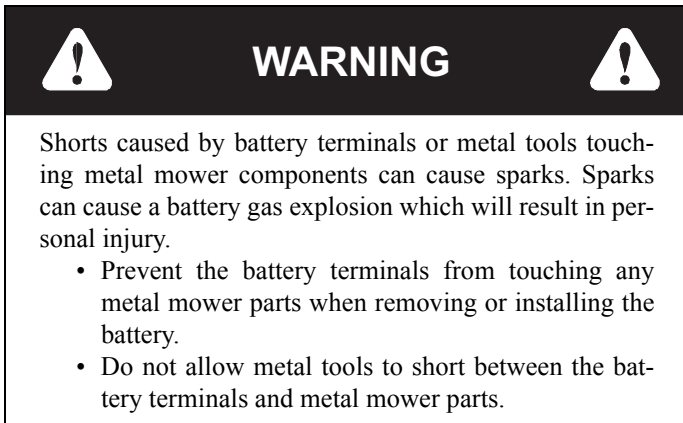 WARNING
Shorts caused by battery terminals or metal tools touch-
ing metal mower components can cause sparks. Sparks
can cause a battery gas explosion which will result in per-
sonal injury.
• Prevent the battery terminals from touching any
metal mower parts when removing or installing the
battery.
• Do not allow metal tools to short between the bat-
tery terminals and metal mower parts.